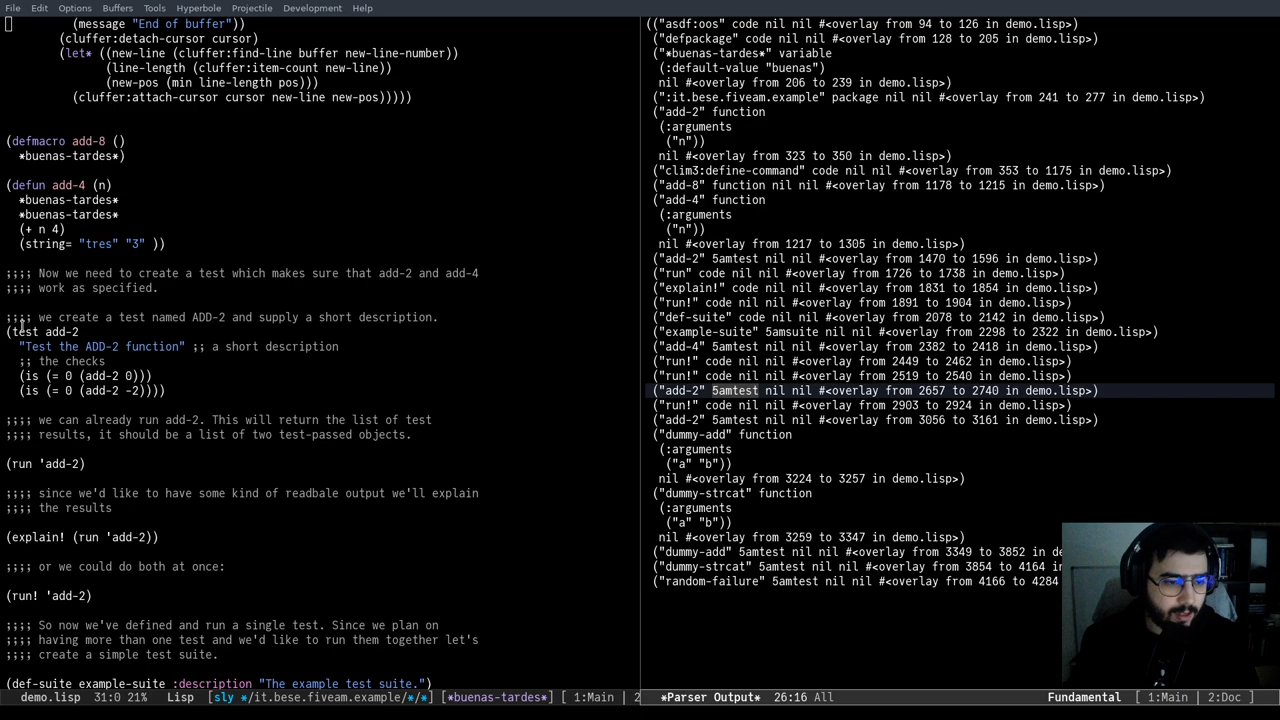 File Edit Options Buffers Tools Hyperbole Projectile Development Help
(message "End of buffer"))
(cluffer:detach-cursor cursor)
(let* ((new-line (cluffer:find-line buffer new-line-number))
(line-length (cluffer:item-count new-line))
(new-pos (min line-length pos)))
(cluffer:attach-cursor cursor new-line new-pos)))))
(defmacro add-8 ()
*buenas-tardes*)
(defun add-4 (n)
*buenas-tardes*
*buenas-tardes*
(+ n 4)
(string= "tres" "3" ))
;;;; Now we need to create a test which makes sure that add-2 and add-4
;;;; work as specified.
;;;; we create a test named ADD-2 and supply a short description.
(test add-2
"Test the ADD-2 function" ;; a short description
;; the checks
(is (= 0 (add-2 0)))
(is (= 0 (add-2 -2))))
;;;; we can already run add-2. This will return the list of test
;;;; results, it should be a list of two test-passed objects.
(run 'add-2)
;;;; since we'd like to have some kind of readbale output we'll explain
;;;; the results
(explain! (run 'add-2))
;;;; or we could do both at once:
(run! 'add-2)
;;;; So now we've defined and run a single test. Since we plan on
;;;; having more than one test and we'd like to run them together let's
;;;; create a simple test suite.
(def-suite example-suite :description "The example test suite.")
demo.lisp 31:0 21% Lisp [sly */it.bese.fiveam.example/*/*] [*buenas-tardes*] [ 1:Main | 2
(("asdf:oos" code nil nil #<overlay from 94 to 126 in demo.lisp>)
("defpackage" code nil nil #<overlay from 128 to 205 in demo.lisp>)
("*buenas-tardes*" variable
(:default-value "buenas")
nil #<overlay from 206 to 239 in demo.lisp>)
(":it.bese.fiveam.example" package nil nil #<overlay from 241 to 277 in demo.lisp>)
("add-2" function
(:arguments
("n"))
nil #<overlay from 323 to 350 in demo.lisp>)
("clim3:define-command" code nil nil #<overlay from 353 to 1175 in demo.lisp>)
("add-8" function nil nil #<overlay from 1178 to 1215 in demo.lisp>)
("add-4" function
(:arguments
("n"))
nil #<overlay from 1217 to 1305 in demo.lisp>)
("add-2" 5amtest nil nil #<overlay from 1470 to 1596 in demo.lisp>)
("run" code nil nil #<overlay from 1726 to 1738 in demo.lisp>)
("explain!" code nil nil #<overlay from 1831 to 1854 in demo.lisp>)
("run!" code nil nil #<overlay from 1891 to 1904 in demo.lisp>)
("def-suite" code nil nil #<overlay from 2078 to 2142 in demo.lisp>)
("example-suite" 5amsuite nil nil #<overlay from 2298 to 2322 in demo.lisp>)
("add-4" 5amtest nil nil #<overlay from 2382 to 2418 in demo.lisp>)
("run!" code nil nil #<overlay from 2449 to 2462 in demo.lisp>)
("run!" code nil nil #<overlay from 2519 to 2540 in demo.lisp>)
("add-2" 5amtest nil nil #<overlay from 2657 to 2740 in demo.lisp>)
("run!" code nil nil #<overlay from 2903 to 2924 in demo.lisp>)
("add-2" 5amtest nil nil #<overlay from 3056 to 3161 in demo.lisp>)
("dummy-add" function
(:arguments
("a" "b"))
nil #<overlay from 3224 to 3257 in demo.lisp>)
("dummy-strcat" function
(:arguments
("a" "b"))
nil #<overlay from 3259 to 3347 in demo.lisp>)
("dummy-add" 5amtest nil nil #<overlay from 3349 to 3852 in de
("dummy-strcat" 5amtest nil nil #<overlay from 3854 to 4164 in
("random-failure" 5amtest nil nil #<overlay from 4166 to 4284
*Parser Output* 26:16 All Fundamental [ 1:Main | 2:Doc ]